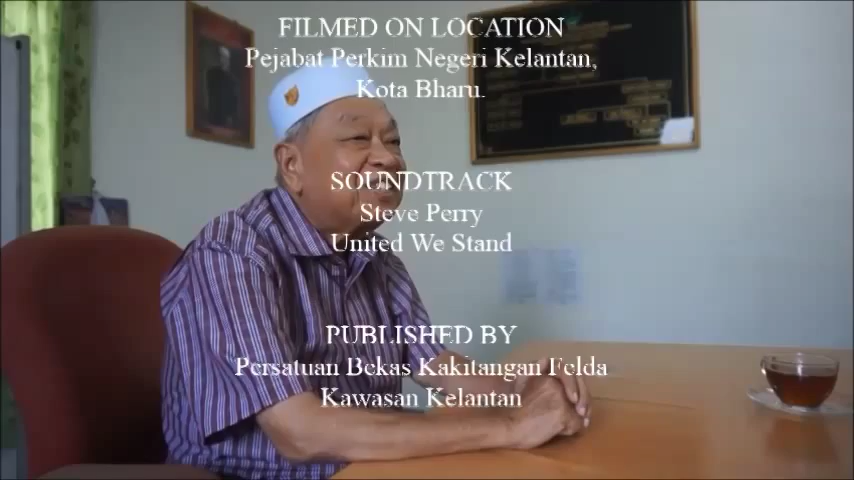 FILMED ON LOCATION
Pejabat Perkim Negeri Kelantan,
Kota Bharu.
SOUNDTRACK
Steve Perry
United We Stand
PUBLISHED BY
Persatuan Bekas Kakitangan Felda
Kawasan Kelantan